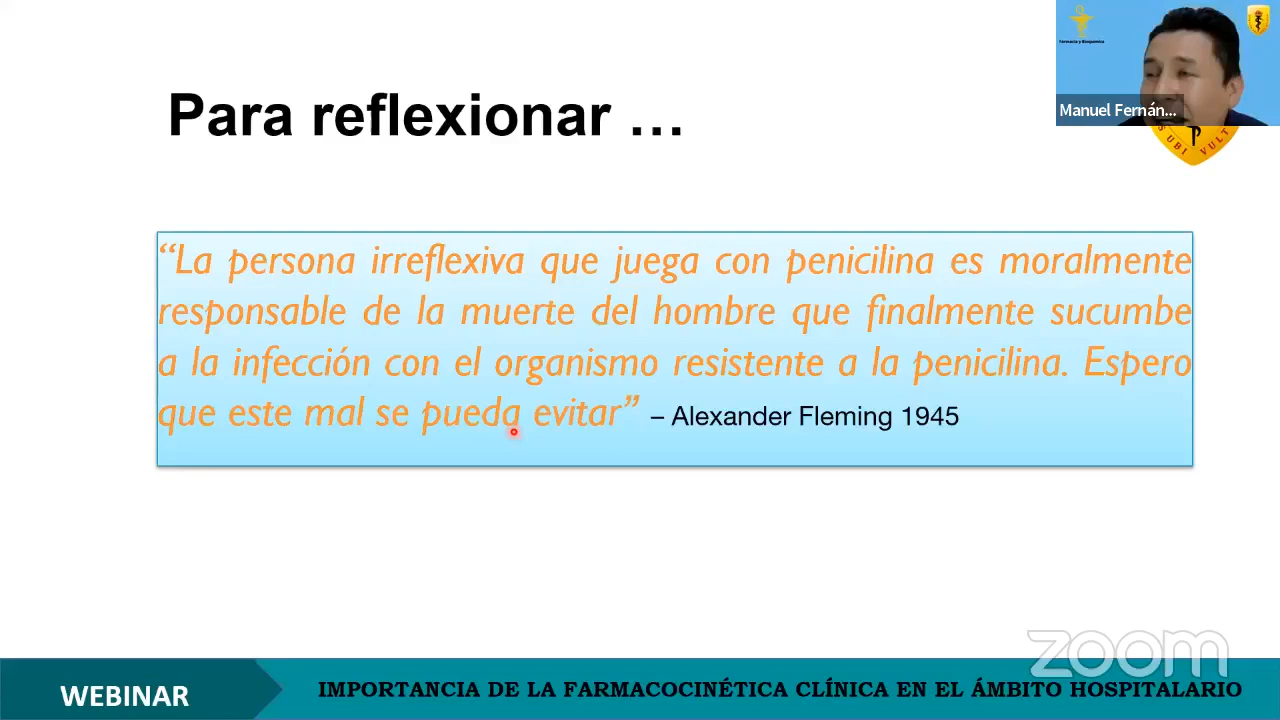 Para reflexionar …
Farmacia y Bioquímica
Manuel Fernán...
SUBI VULT
“La persona irreflexiva que juega con penicilina es moralmente
responsable de la muerte del hombre que finalmente sucumbe
a la infección con el organismo resistente a la penicilina. Espero
que este mal se pueda evitar” – Alexander Fleming 1945
zoom
WEBINAR
IMPORTANCIA DE LA FARMACOCINÉTICA CLÍNICA EN EL ÁMBITO HOSPITALARIO